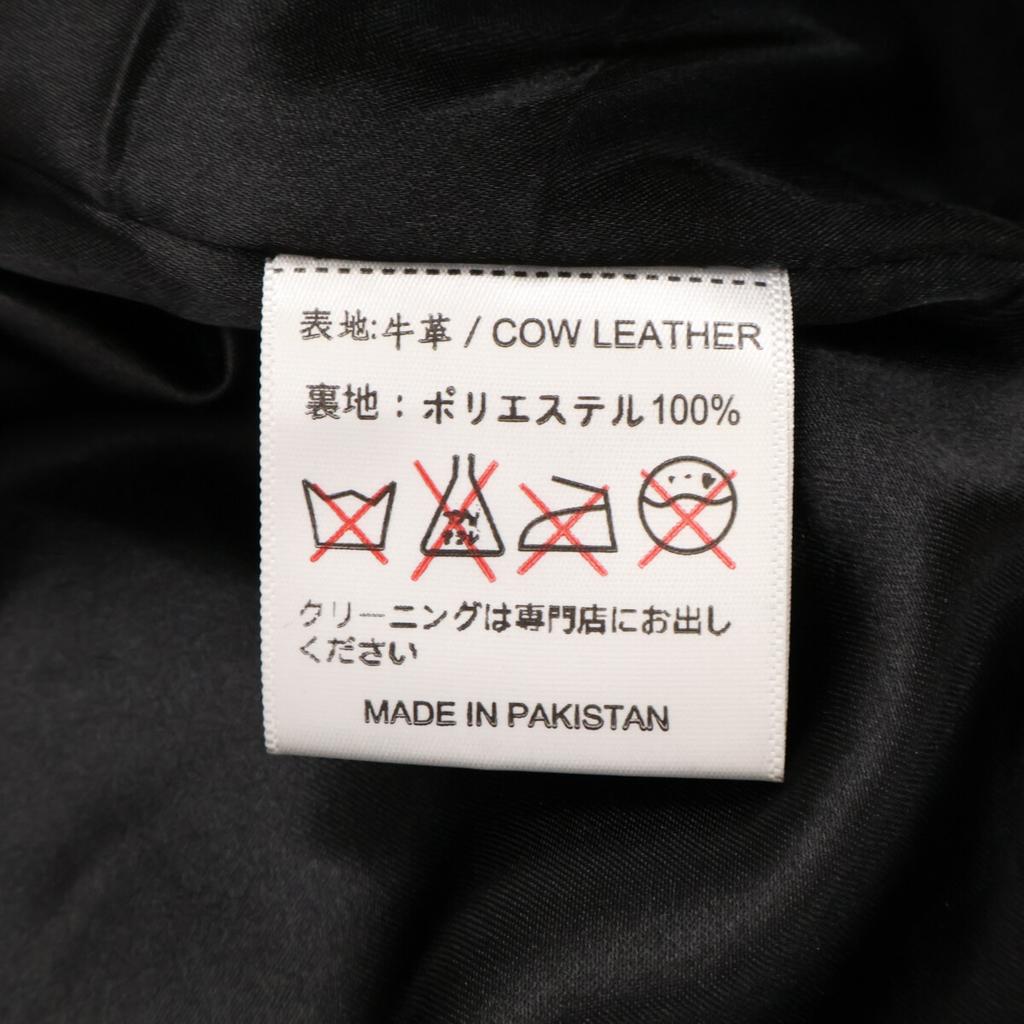 表地:牛革 / COW LEATHER
裏地：ポリエステル100%
クリーニングは専門店にお出し
ください
MADE IN PAKISTAN